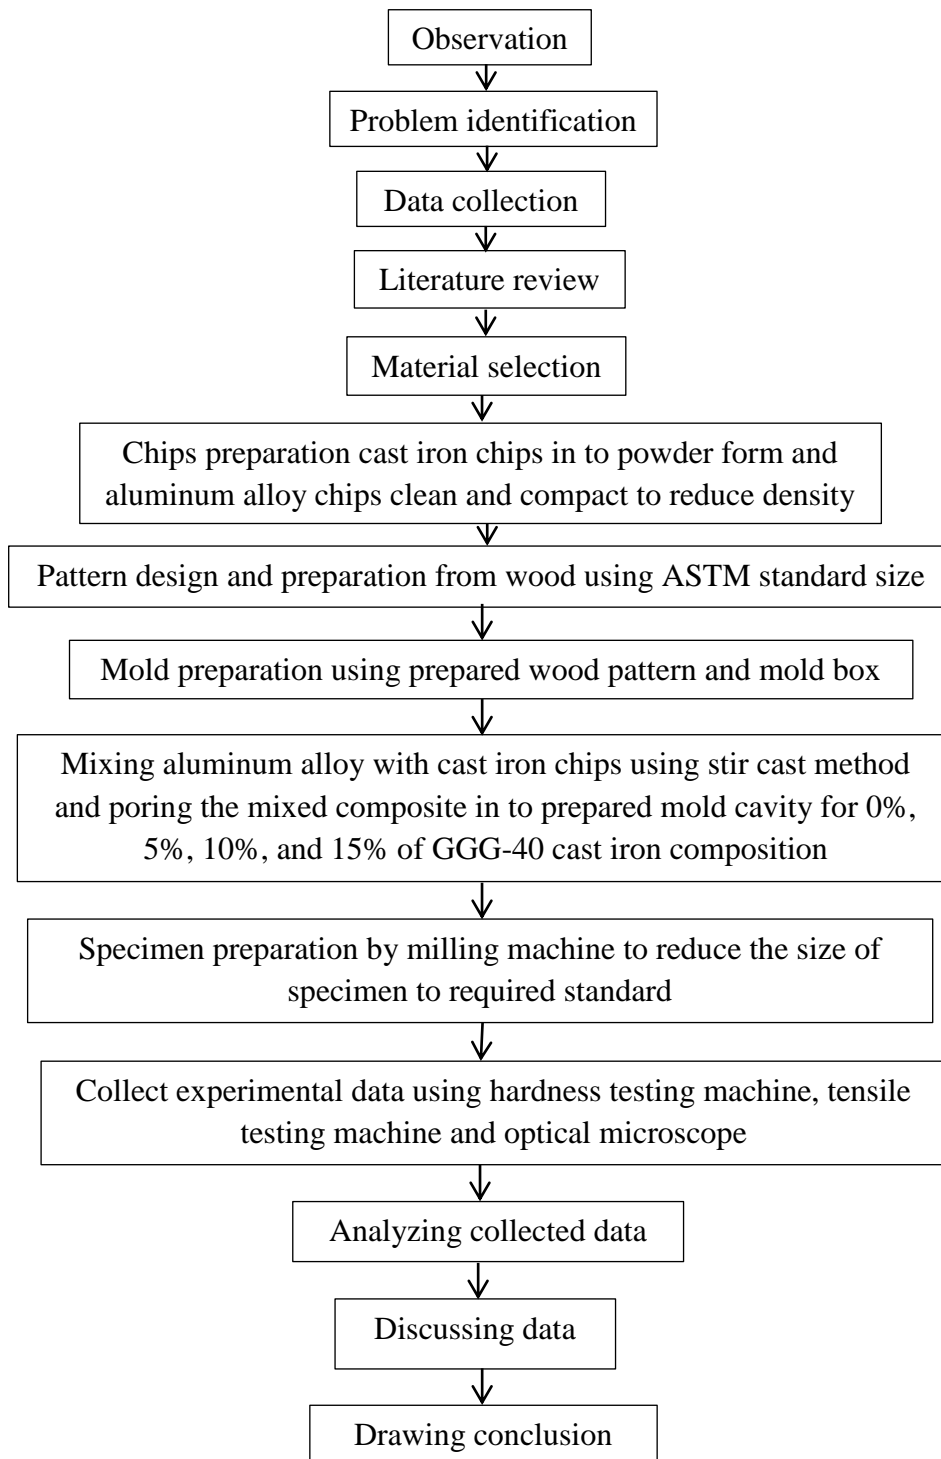 Observation
Problem identification
Data collection
Literature review
Material selection
Chips preparation cast iron chips in to powder form and
aluminum alloy chips clean and compact to reduce density
Pattern design and preparation from wood using ASTM standard size
Mold preparation using prepared wood pattern and mold box
Mixing aluminum alloy with cast iron chips using stir cast method
and poring the mixed composite in to prepared mold cavity for 0%,
5%, 10%, and 15% of GGG-40 cast iron composition
Specimen preparation by milling machine to reduce the size of
specimen to required standard
Collect experimental data using hardness testing machine, tensile
testing machine and optical microscope
Analyzing collected data
Discussing data
Drawing conclusion